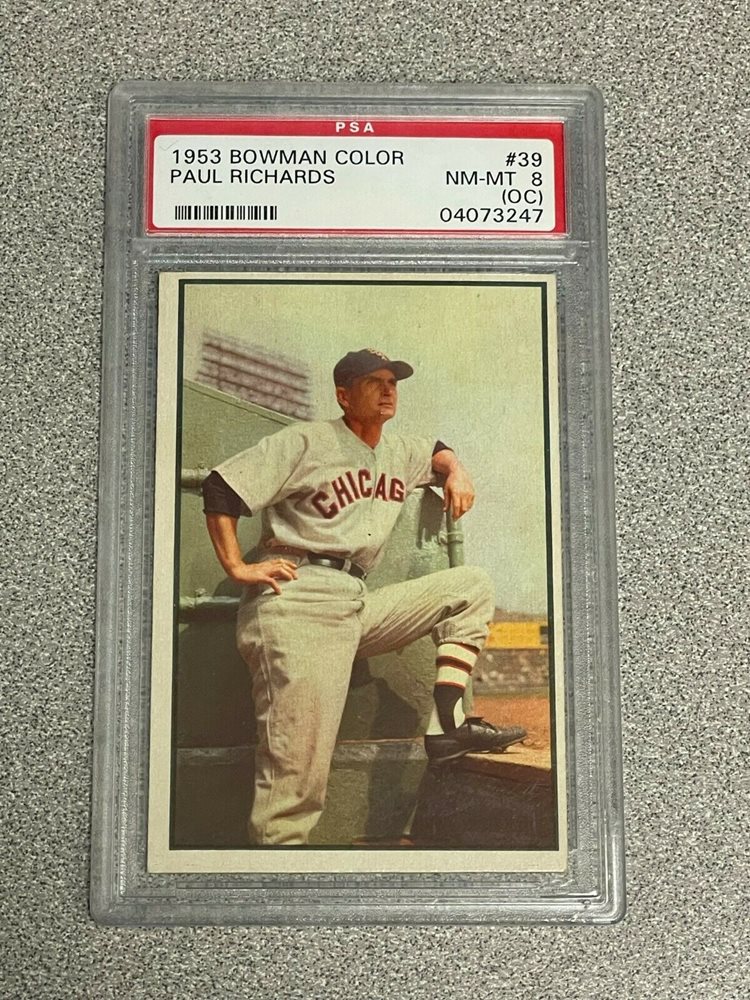 PSA
1953 BOWMAN COLOR #39
PAUL RICHARDS NM-MT 8
(OC)
04073247
CHICAG